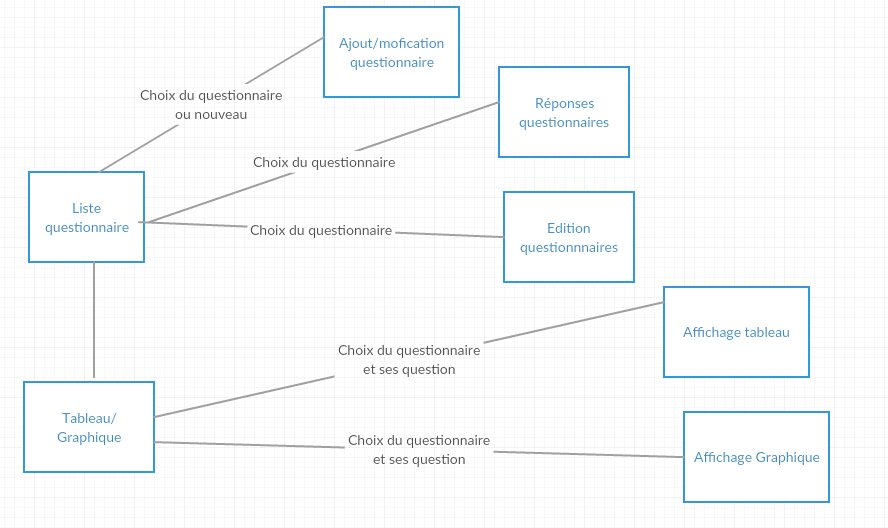 Ajout/mofication
questionnaire
Choix du questionnaire
ou nouveau
Réponses
questionnaires
Choix du questionnaire
Liste
questionnaire
Choix du questionnaire
Edition
questionnnaires
Affichage tableau
Choix du questionnaire
et ses question
Tableau/
Graphique
Choix du questionnaire
et ses question
Affichage Graphique